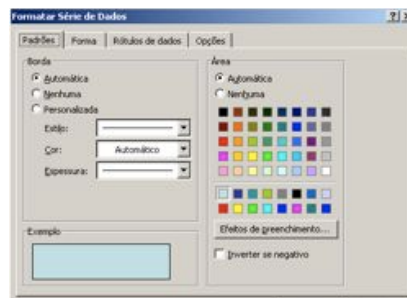 Formatar Série de Dados
Padrões Forma Rótulos de dados Opções
Borda
Automática
Nenhuma
Personalizada
Estilo:
Cor: Automático
Espessura:
Exemplo
Área
Automática
Nenhuma
Efeitos de preenchimento...
Inverter se negativo